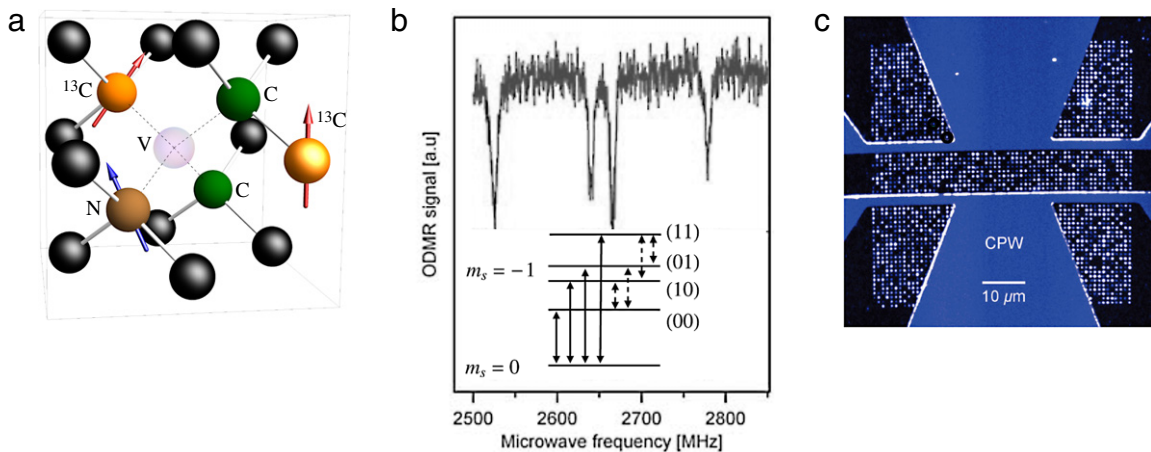 a
¹³C
C
¹³C
V
N
C
b
ODMR signal [a.u]
(11)
(01)
(10)
(00)
mₛ = −1
mₛ = 0
2500 2600 2700 2800
Microwave frequency [MHz]
c
CPW
10 µm